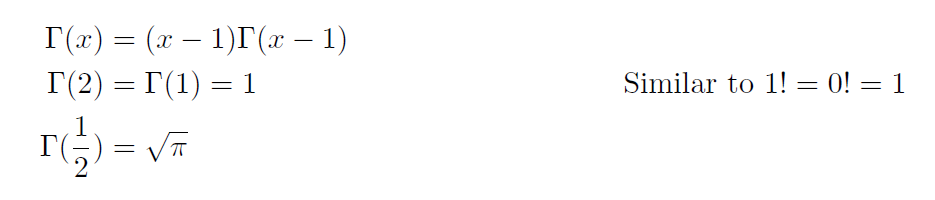 Γ(x) = (x − 1)Γ(x − 1)
Γ(2) = Γ(1) = 1 Similar to 1! = 0! = 1
Γ(1/2) = √π